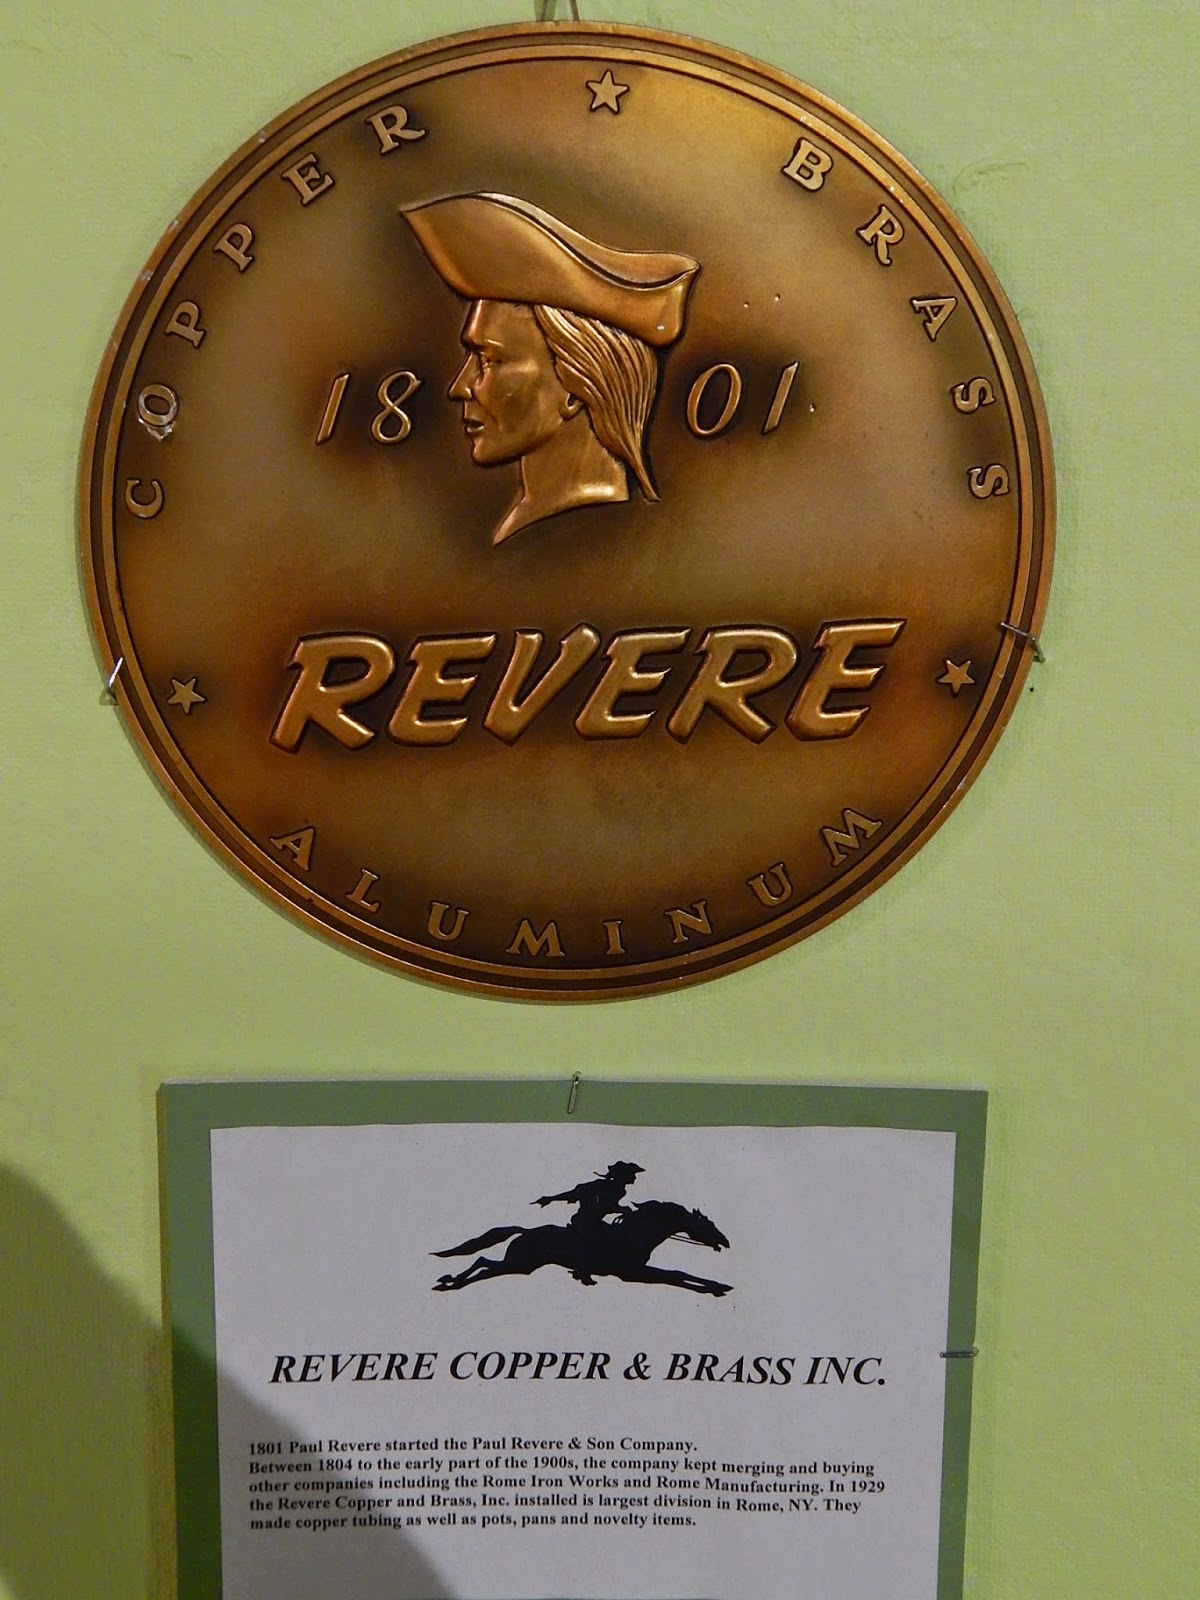 COPPER BRASS
1801
REVERE
ALUMINUM
REVERE COPPER & BRASS INC.
1801 Paul Revere started the Paul Revere & Son Company.
Between 1804 to the early part of the 1900s, the company kept merging and buying
other companies including the Rome Iron Works and Rome Manufacturing. In 1929
the Revere Copper and Brass, Inc. installed is largest division in Rome, NY. They
made copper tubing as well as pots, pans and novelty items.